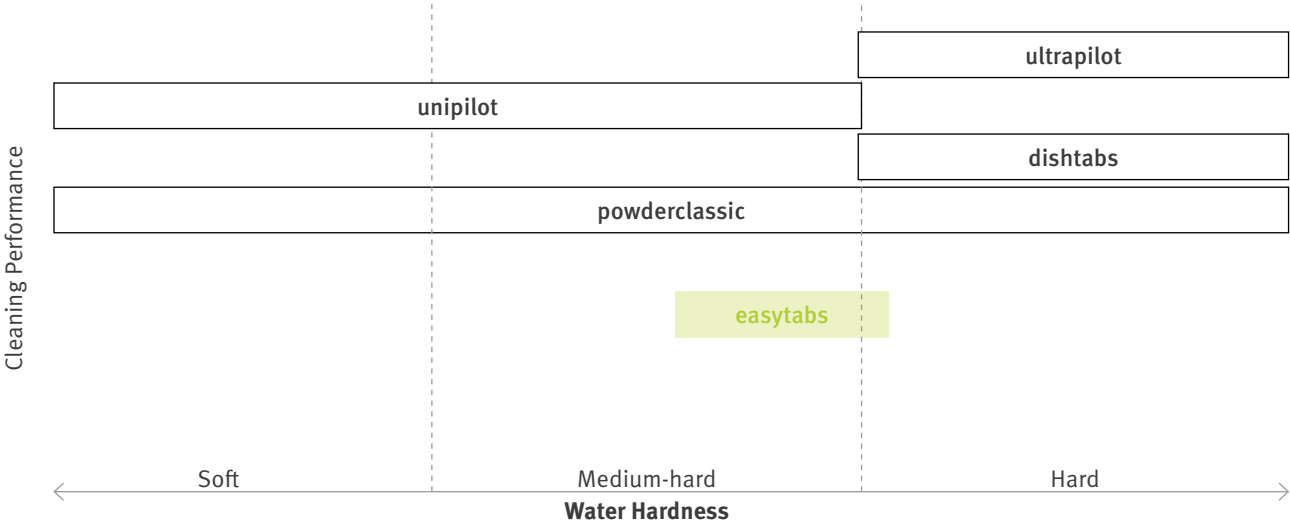 ultrapilot
unipilot
dishtabs
powderclassic
easytabs
Cleaning Performance
Soft
Medium-hard
Hard
Water Hardness